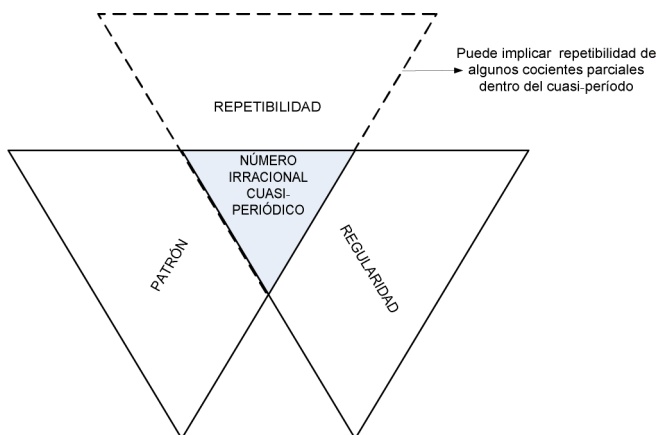 Puede implicar repetibilidad de
algunos cocientes parciales
dentro del cuasi-período
REPETIBILIDAD
NÚMERO
IRRACIONAL
CUASI-
PERIÓDICO
PATRÓN
REGULARIDAD